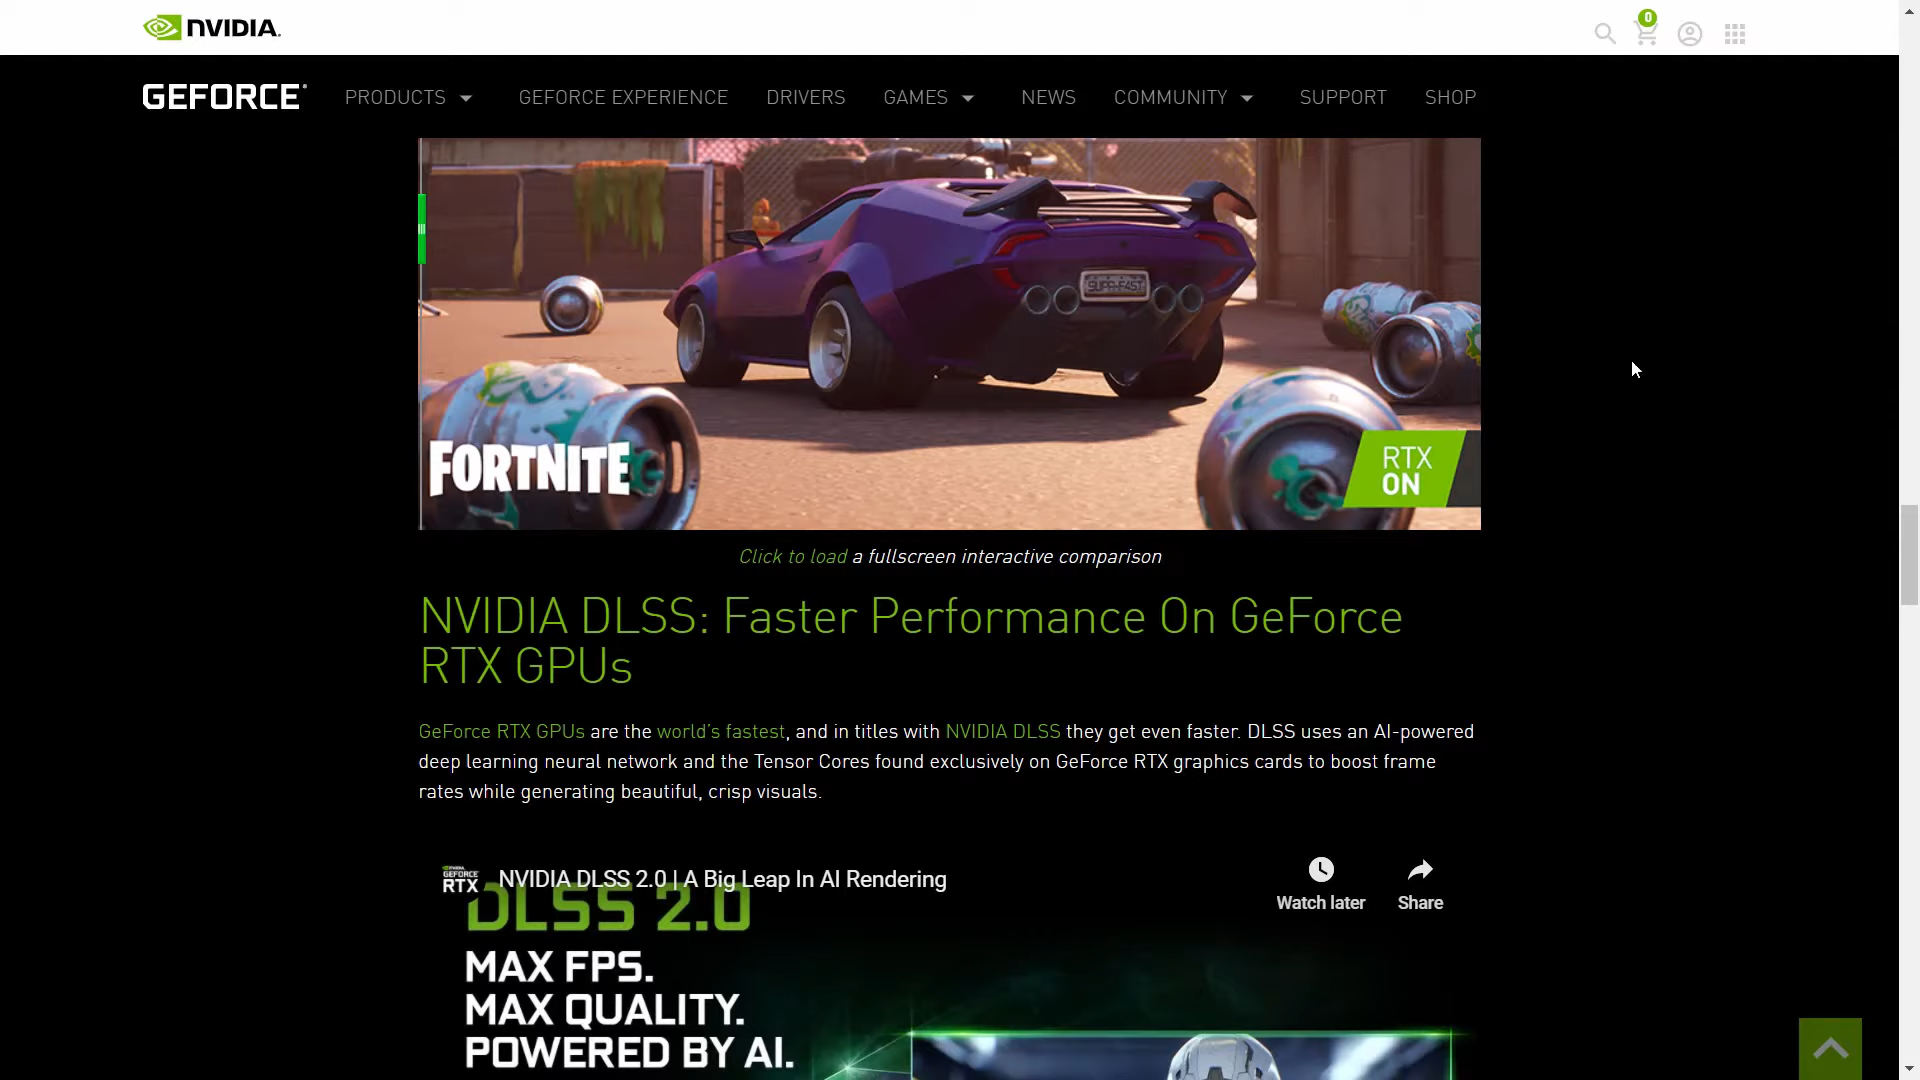 NVIDIA.
0
GEFORCE
PRODUCTS GEFORCE EXPERIENCE DRIVERS GAMES NEWS COMMUNITY SUPPORT SHOP
SUPA-F4ST
FORTNITE
RTX
ON
Click to load a fullscreen interactive comparison
NVIDIA DLSS: Faster Performance On GeForce
RTX GPUs
GeForce RTX GPUs are the world's fastest, and in titles with NVIDIA DLSS they get even faster. DLSS uses an AI-powered
deep learning neural network and the Tensor Cores found exclusively on GeForce RTX graphics cards to boost frame
rates while generating beautiful, crisp visuals.
NVIDIA
GEFORCE
RTX
NVIDIA DLSS 2.0 | A Big Leap In AI Rendering
Watch later
Share
DLSS 2.0
MAX FPS.
MAX QUALITY.
POWERED BY AI.